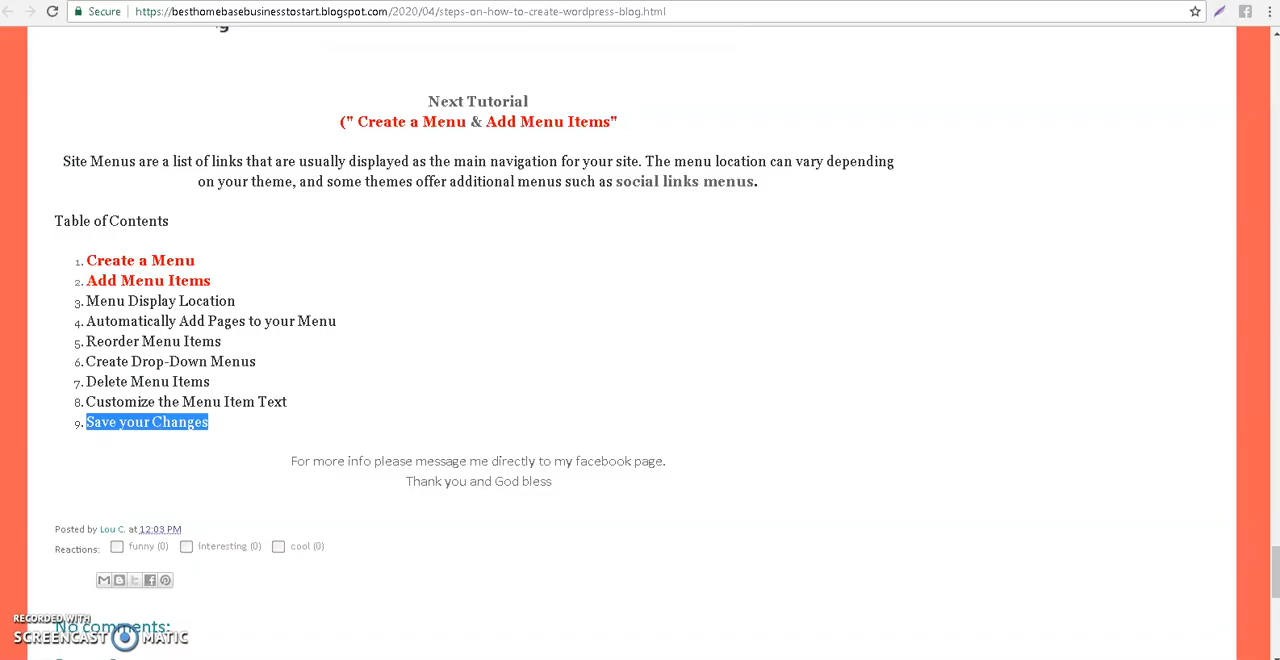 Secure https://besthomebasebusinesstostart.blogspot.com/2020/04/steps-on-how-to-create-wordpress-blog.html
Next Tutorial
(" Create a Menu & Add Menu Items"
Site Menus are a list of links that are usually displayed as the main navigation for your site. The menu location can vary depending
on your theme, and some themes offer additional menus such as social links menus.
Table of Contents
1. Create a Menu
2. Add Menu Items
3. Menu Display Location
4. Automatically Add Pages to your Menu
5. Reorder Menu Items
6. Create Drop-Down Menus
7. Delete Menu Items
8. Customize the Menu Item Text
9. Save your Changes
For more info please message me directly to my facebook page.
Thank you and God bless
Posted by Lou C. at 12:03 PM
Reactions: funny (0) interesting (0) cool (0)
No comments:
RECORDED WITH
SCREENCAST MATIC